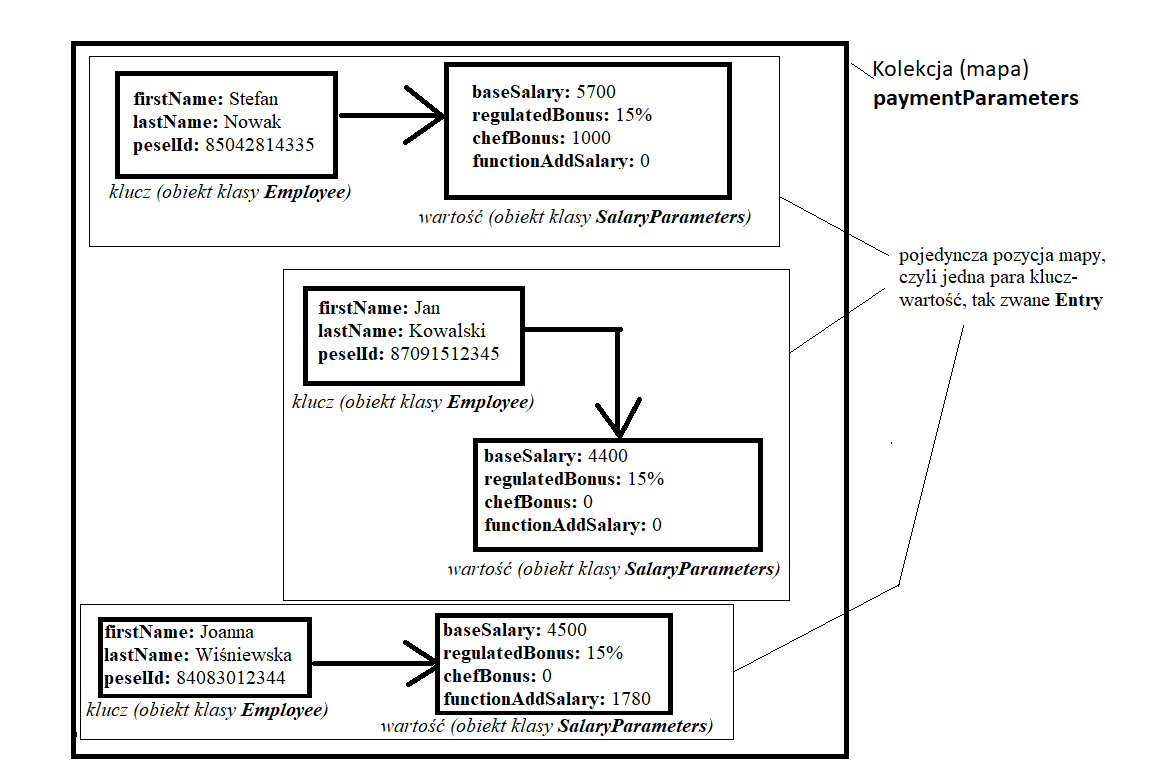 Kolekcja (mapa)
paymentParameters
firstName: Stefan
lastName: Nowak
peselId: 85042814335
klucz (obiekt klasy Employee)
baseSalary: 5700
regulatedBonus: 15%
chefBonus: 1000
functionAddSalary: 0
wartość (obiekt klasy SalaryParameters)
pojedyncza pozycja mapy,
czyli jedna para klucz-
wartość, tak zwane Entry
firstName: Jan
lastName: Kowalski
peselId: 87091512345
klucz (obiekt klasy Employee)
baseSalary: 4400
regulatedBonus: 15%
chefBonus: 0
functionAddSalary: 0
wartość (obiekt klasy SalaryParameters)
firstName: Joanna
lastName: Wiśniewska
peselId: 84083012344
klucz (obiekt klasy Employee)
baseSalary: 4500
regulatedBonus: 15%
chefBonus: 0
functionAddSalary: 1780
wartość (obiekt klasy SalaryParameters)